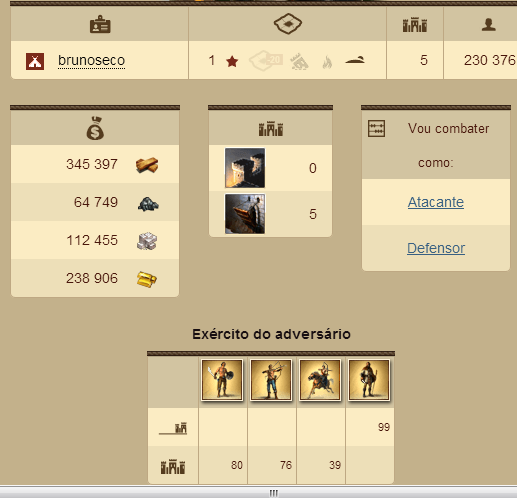 brunoseco 1 5 230 376
345 397
64 749
112 455
238 906
0
5
Vou combater
como:
Atacante
Defensor
Exército do adversário
99
80 76 39